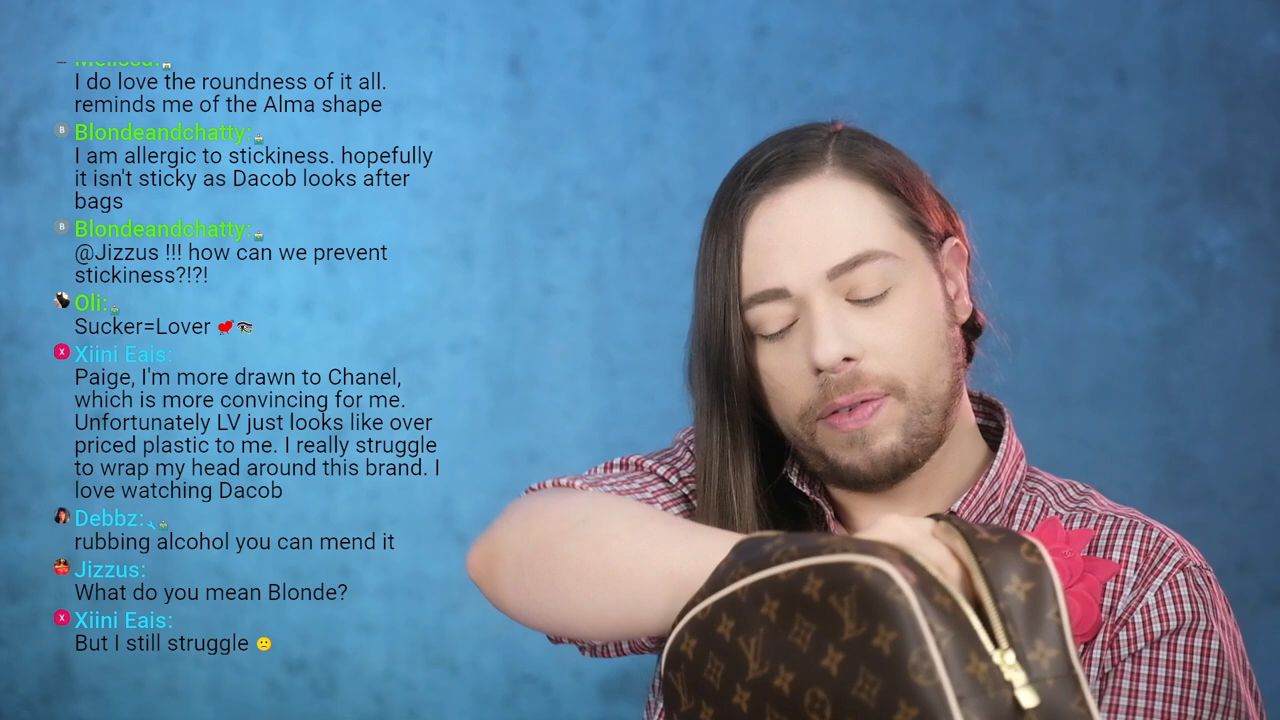 I do love the roundness of it all.
reminds me of the Alma shape
B Blondeandchatty:
I am allergic to stickiness. hopefully
it isn't sticky as Dacob looks after
bags
B Blondeandchatty:
@Jizzus !!! how can we prevent
stickiness?!?!
Oli:
Sucker=Lover 💘👁️
X Xiini Eais:
Paige, I'm more drawn to Chanel,
which is more convincing for me.
Unfortunately LV just looks like over
priced plastic to me. I really struggle
to wrap my head around this brand. I
love watching Dacob
Debbz:
rubbing alcohol you can mend it
Jizzus:
What do you mean Blonde?
X Xiini Eais:
But I still struggle 🙁